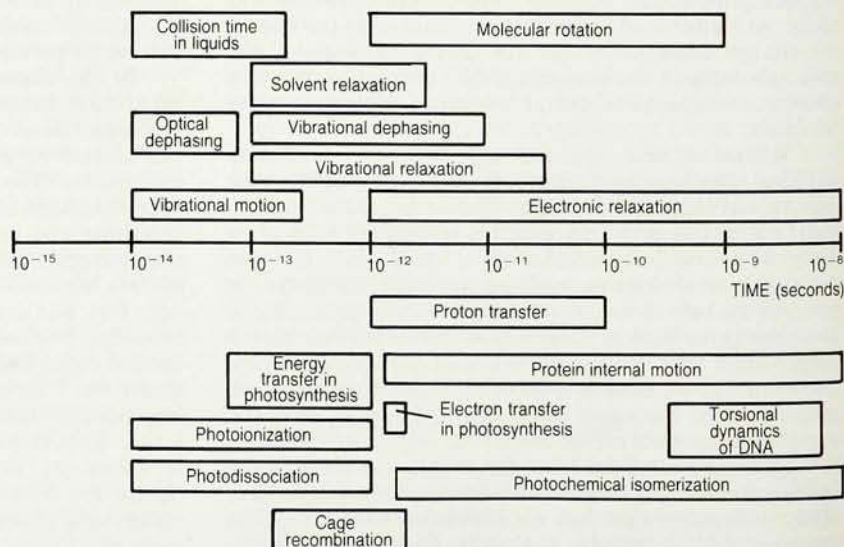 Collision time
in liquids
Molecular rotation
Solvent relaxation
Optical
dephasing
Vibrational dephasing
Vibrational relaxation
Vibrational motion
Electronic relaxation
10⁻¹⁵ 10⁻¹⁴ 10⁻¹³ 10⁻¹² 10⁻¹¹ 10⁻¹⁰ 10⁻⁹ 10⁻⁸
TIME (seconds)
Proton transfer
Energy
transfer in
photosynthesis
Protein internal motion
Electron transfer
in photosynthesis
Torsional
dynamics
of DNA
Photoionization
Photodissociation
Photochemical isomerization
Cage
recombination